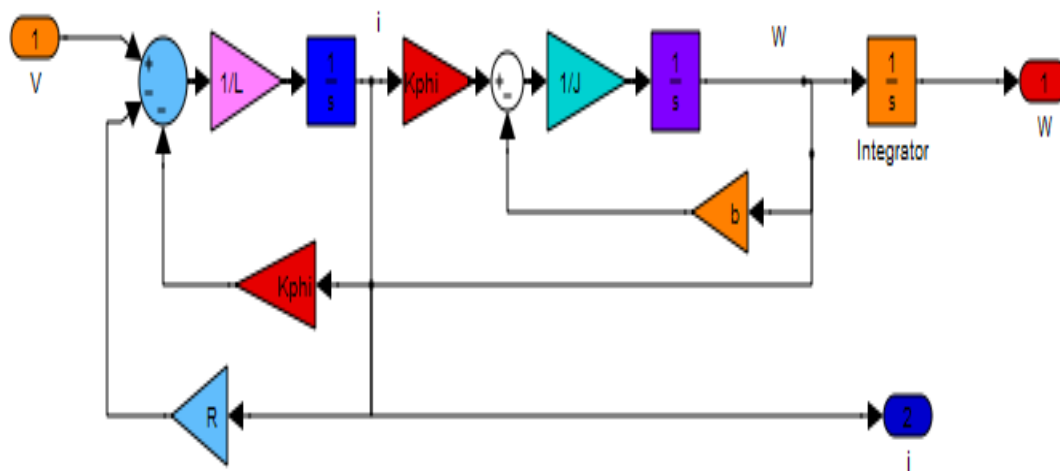 i
W
1
V
+
−
−
1/L
1
s
Kphi
+
−
1/J
1
s
1
s
Integrator
1
W
b
Kphi
R
2
i